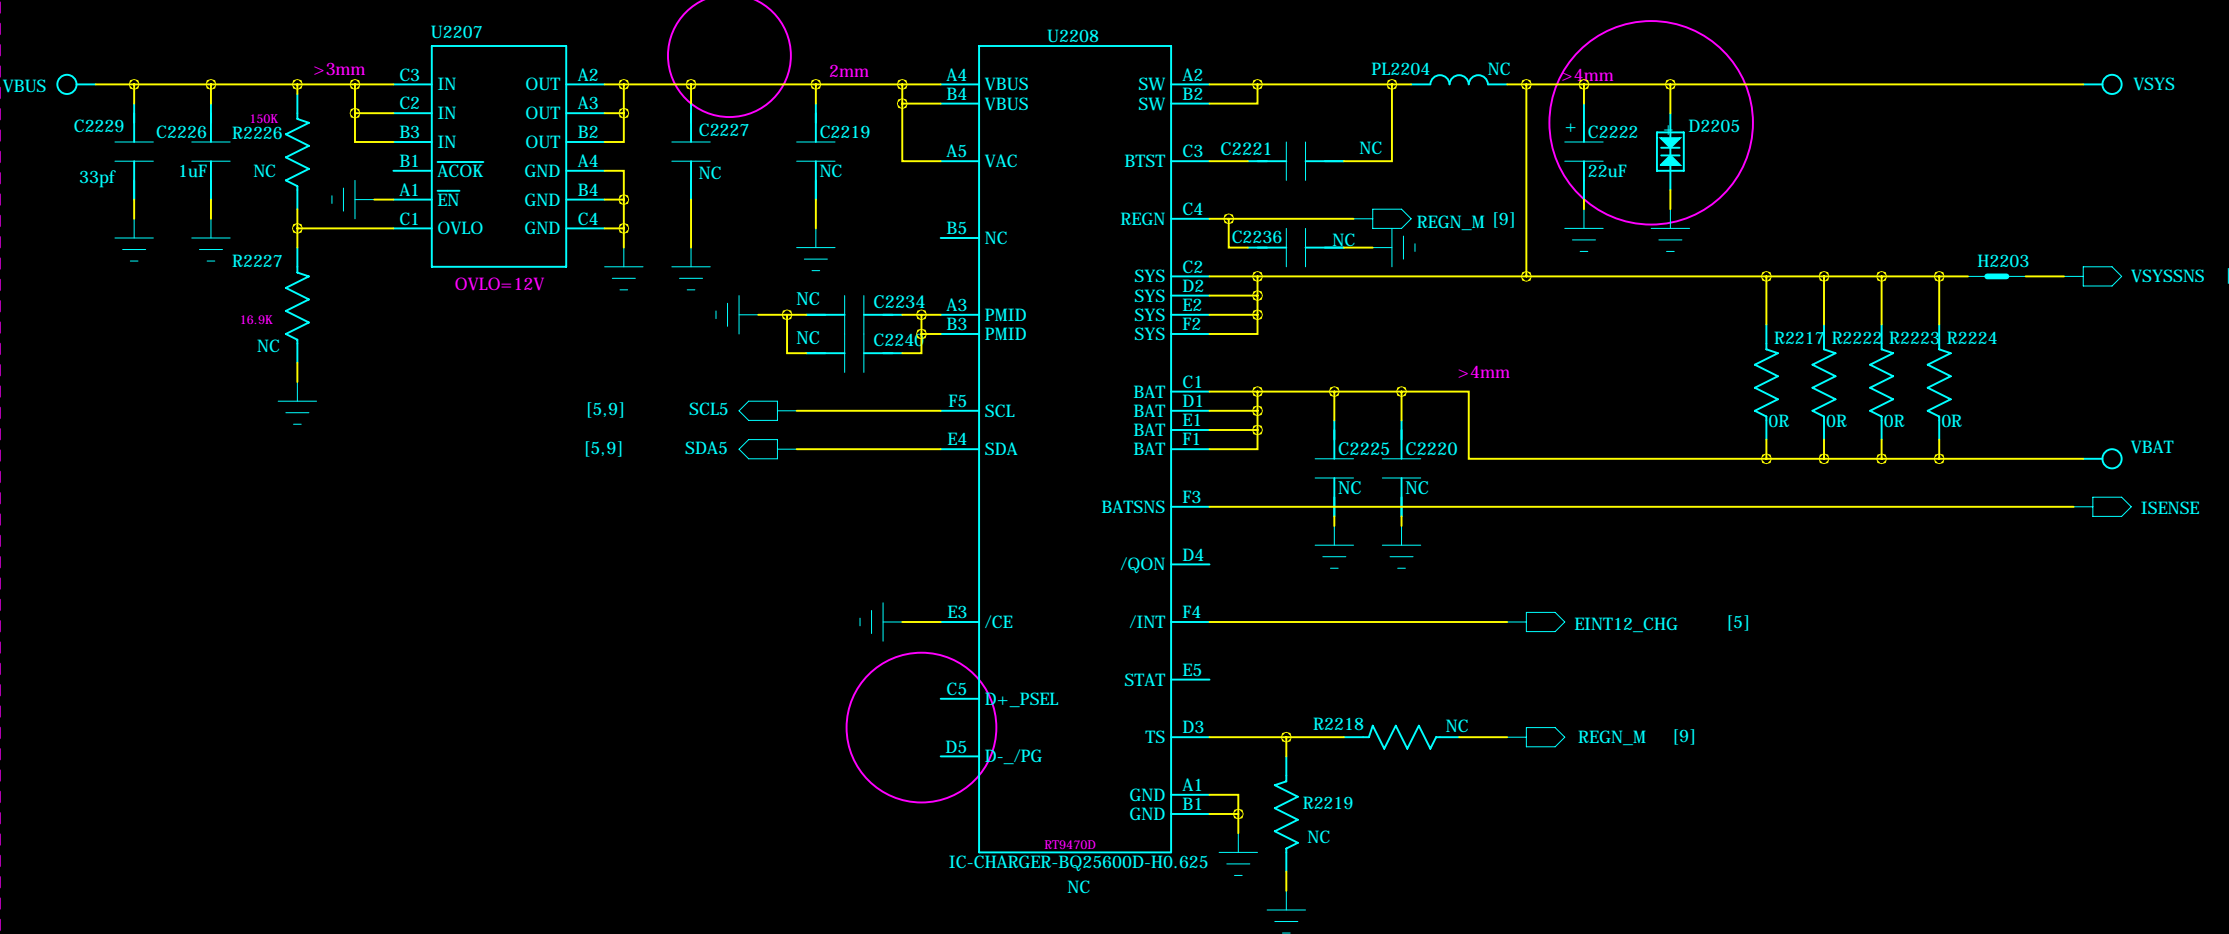 U2207
VBUS
>3mm
C3
IN
C2
IN
B3
IN
B1
ACOK
A1
EN
C1
OVLO
OUT
A2
OUT
A3
OUT
B2
GND
A4
GND
B4
GND
C4
OVLO=12V
C2229
33pf
C2226
1uF
150K
R2226
NC
R2227
16.9K
NC
C2227
NC
2mm
C2219
NC
U2208
A4
VBUS
B4
VBUS
A5
VAC
B5
NC
NC
C2234
NC
C2240
A3
PMID
B3
PMID
[5,9]
SCL5
F5
SCL
[5,9]
SDA5
E4
SDA
E3
/CE
C5
D+_PSEL
D5
D-_/PG
SW
A2
SW
B2
BTST
C3
REGN
C4
SYS
C2
SYS
D2
SYS
E2
SYS
F2
BAT
C1
BAT
D1
BAT
E1
BAT
F1
BATSNS
F3
/QON
D4
/INT
F4
STAT
E5
TS
D3
GND
A1
GND
B1
RT9470D
IC-CHARGER-BQ25600D-H0.625
NC
PL2204
NC
C2221
NC
REGN_M [9]
C2236
NC
>4mm
+
C2222
22uF
D2205
VSYS
H2203
VSYSSNS
R2217
0R
R2222
0R
R2223
0R
R2224
0R
>4mm
C2225
NC
C2220
NC
VBAT
ISENSE
EINT12_CHG
[5]
R2218
NC
REGN_M
[9]
R2219
NC